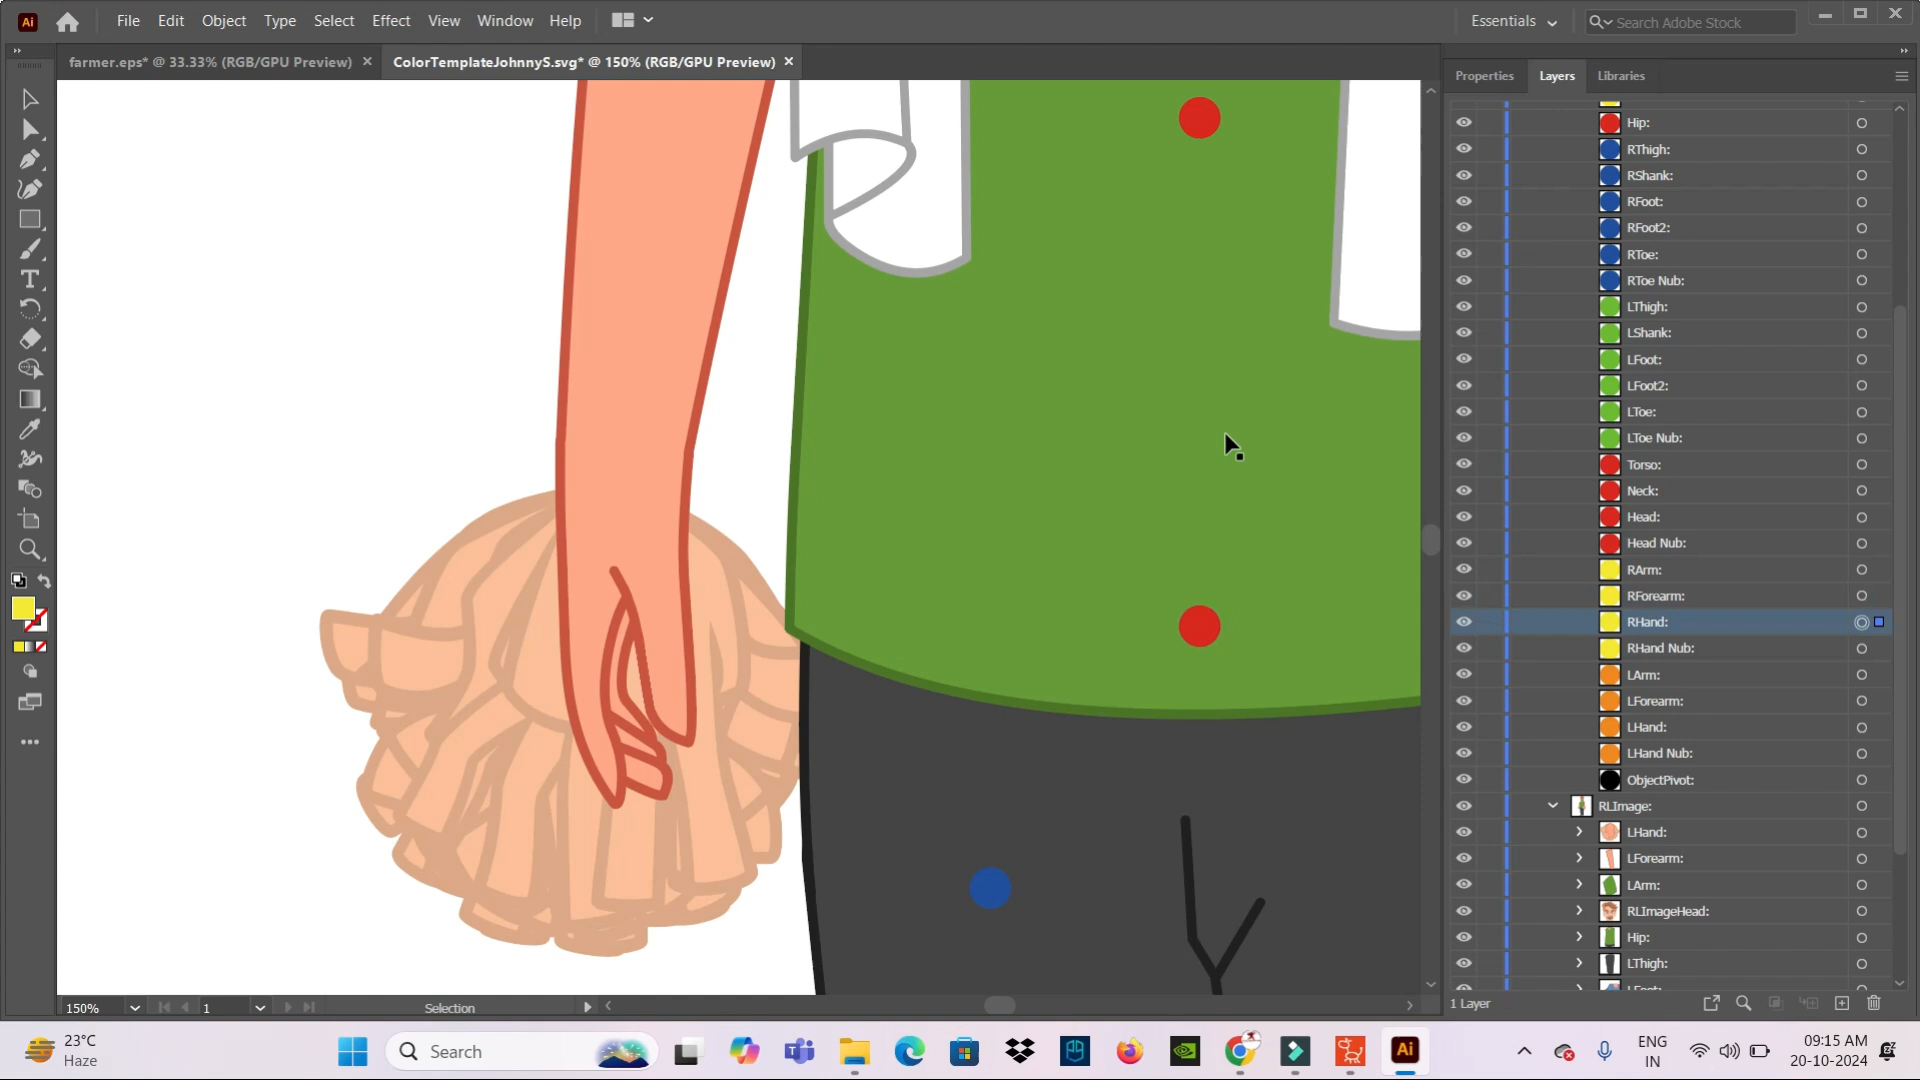 Ai File Edit Object Type Select Effect View Window Help Essentials Search Adobe Stock
farmer.eps* @ 33.33% (RGB/GPU Preview) ColorTemplateJohnnyS.svg* @ 150% (RGB/GPU Preview)
Properties Layers Libraries
Hip:
RThigh:
RShank:
RFoot:
RFoot2:
RToe:
RToe Nub:
LThigh:
LShank:
LFoot:
LFoot2:
LToe:
LToe Nub:
Torso:
Neck:
Head:
Head Nub:
RArm:
RForearm:
RHand:
RHand Nub:
LArm:
LForearm:
LHand:
LHand Nub:
ObjectPivot:
RLImage:
LHand:
LForearm:
LArm:
RLImageHead:
Hip:
LThigh:
LFoot:
150% 1 Selection
1 Layer
23°C
Haze
Search
Ai
ENG
IN
09:15 AM
20-10-2024